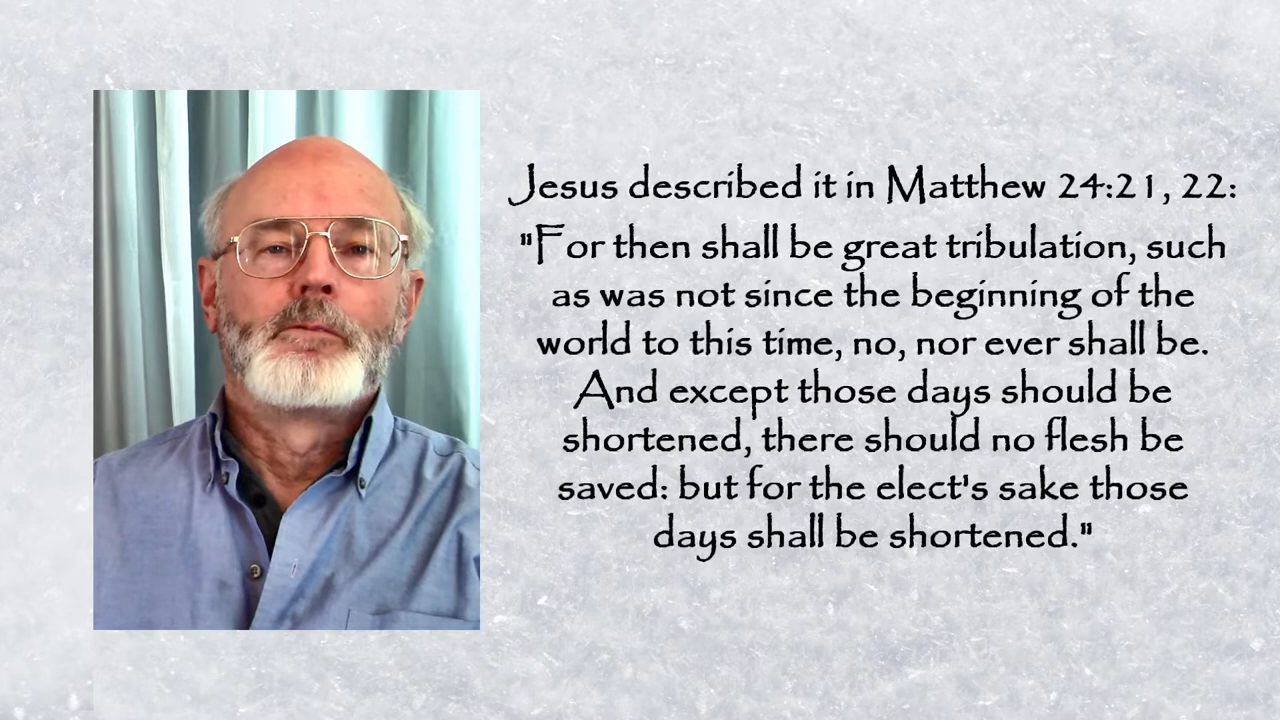 Jesus described it in Matthew 24:21, 22:
"For then shall be great tribulation, such
as was not since the beginning of the
world to this time, no, nor ever shall be.
And except those days should be
shortened, there should no flesh be
saved: but for the elect's sake those
days shall be shortened."